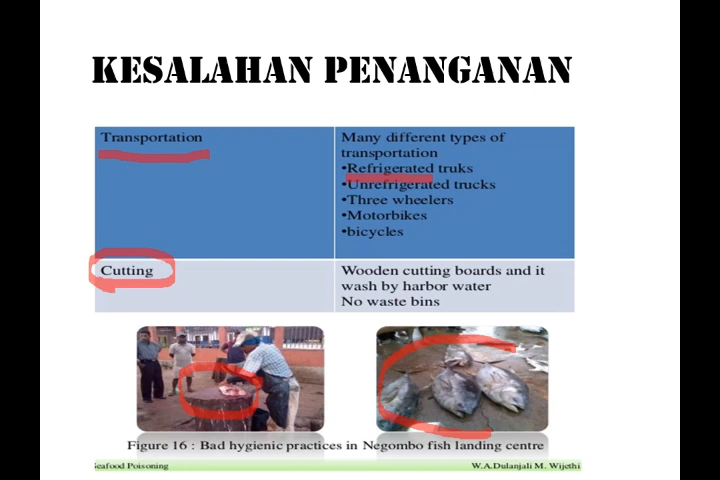 KESALAHAN PENANGANAN
Transportation
Many different types of
transportation
•Refrigerated truks
•Unrefrigerated trucks
•Three wheelers
•Motorbikes
•bicycles
Cutting
Wooden cutting boards and it
wash by harbor water
No waste bins
Figure 16 : Bad hygienic practices in Negombo fish landing centre
Seafood Poisoning
W.A.Dulanjali M. Wijethi